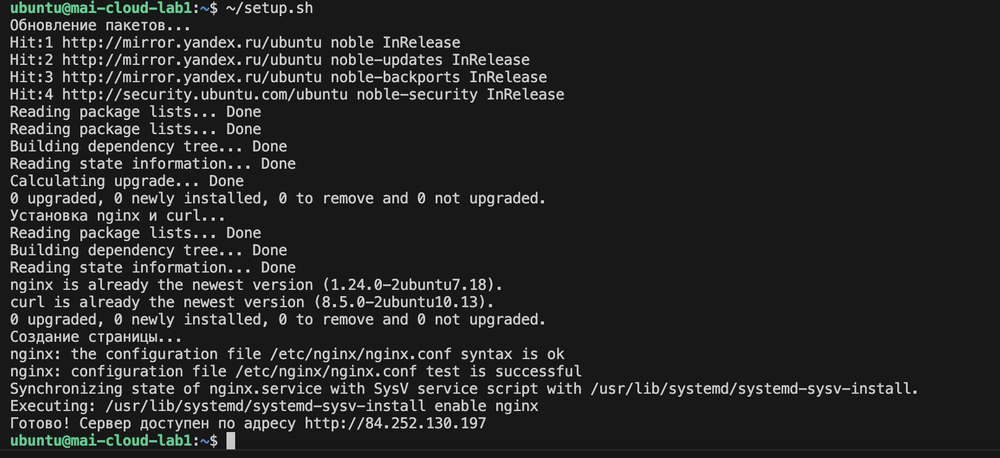 ubuntu@mai-cloud-lab1:~$ ~/setup.sh
Обновление пакетов...
Hit:1 http://mirror.yandex.ru/ubuntu noble InRelease
Hit:2 http://mirror.yandex.ru/ubuntu noble-updates InRelease
Hit:3 http://mirror.yandex.ru/ubuntu noble-backports InRelease
Hit:4 http://security.ubuntu.com/ubuntu noble-security InRelease
Reading package lists... Done
Reading package lists... Done
Building dependency tree... Done
Reading state information... Done
Calculating upgrade... Done
0 upgraded, 0 newly installed, 0 to remove and 0 not upgraded.
Установка nginx и curl...
Reading package lists... Done
Building dependency tree... Done
Reading state information... Done
nginx is already the newest version (1.24.0-2ubuntu7.18).
curl is already the newest version (8.5.0-2ubuntu10.13).
0 upgraded, 0 newly installed, 0 to remove and 0 not upgraded.
Создание страницы...
nginx: the configuration file /etc/nginx/nginx.conf syntax is ok
nginx: configuration file /etc/nginx/nginx.conf test is successful
Synchronizing state of nginx.service with SysV service script with /usr/lib/systemd/systemd-sysv-install.
Executing: /usr/lib/systemd/systemd-sysv-install enable nginx
Готово! Сервер доступен по адресу http://84.252.130.197
ubuntu@mai-cloud-lab1:~$